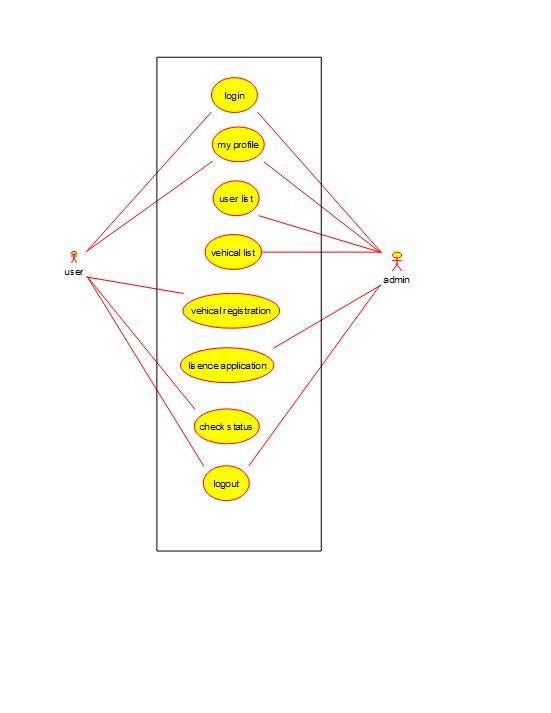 login
my profile
user list
vehical list
user
admin
vehical registration
lisence application
check status
logout